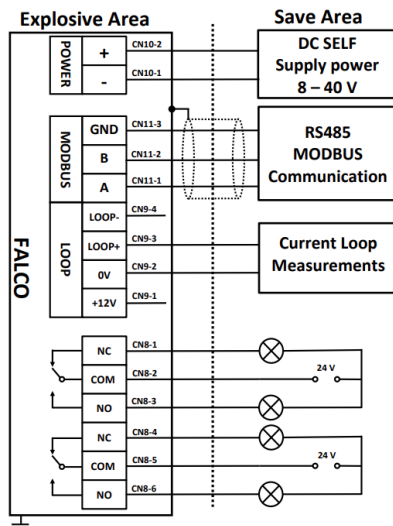 Explosive Area
Save Area
POWER
+ CN10-2
- CN10-1
DC SELF
Supply power
8 – 40 V
MODBUS
GND CN11-3
B CN11-2
A CN11-1
RS485
MODBUS
Communication
LOOP
LOOP- CN9-4
LOOP+ CN9-3
0V CN9-2
+12V CN9-1
Current Loop
Measurements
FALCO
NC CN8-1
COM CN8-2
24 V
NO CN8-3
NC CN8-4
COM CN8-5
24 V
NO CN8-6